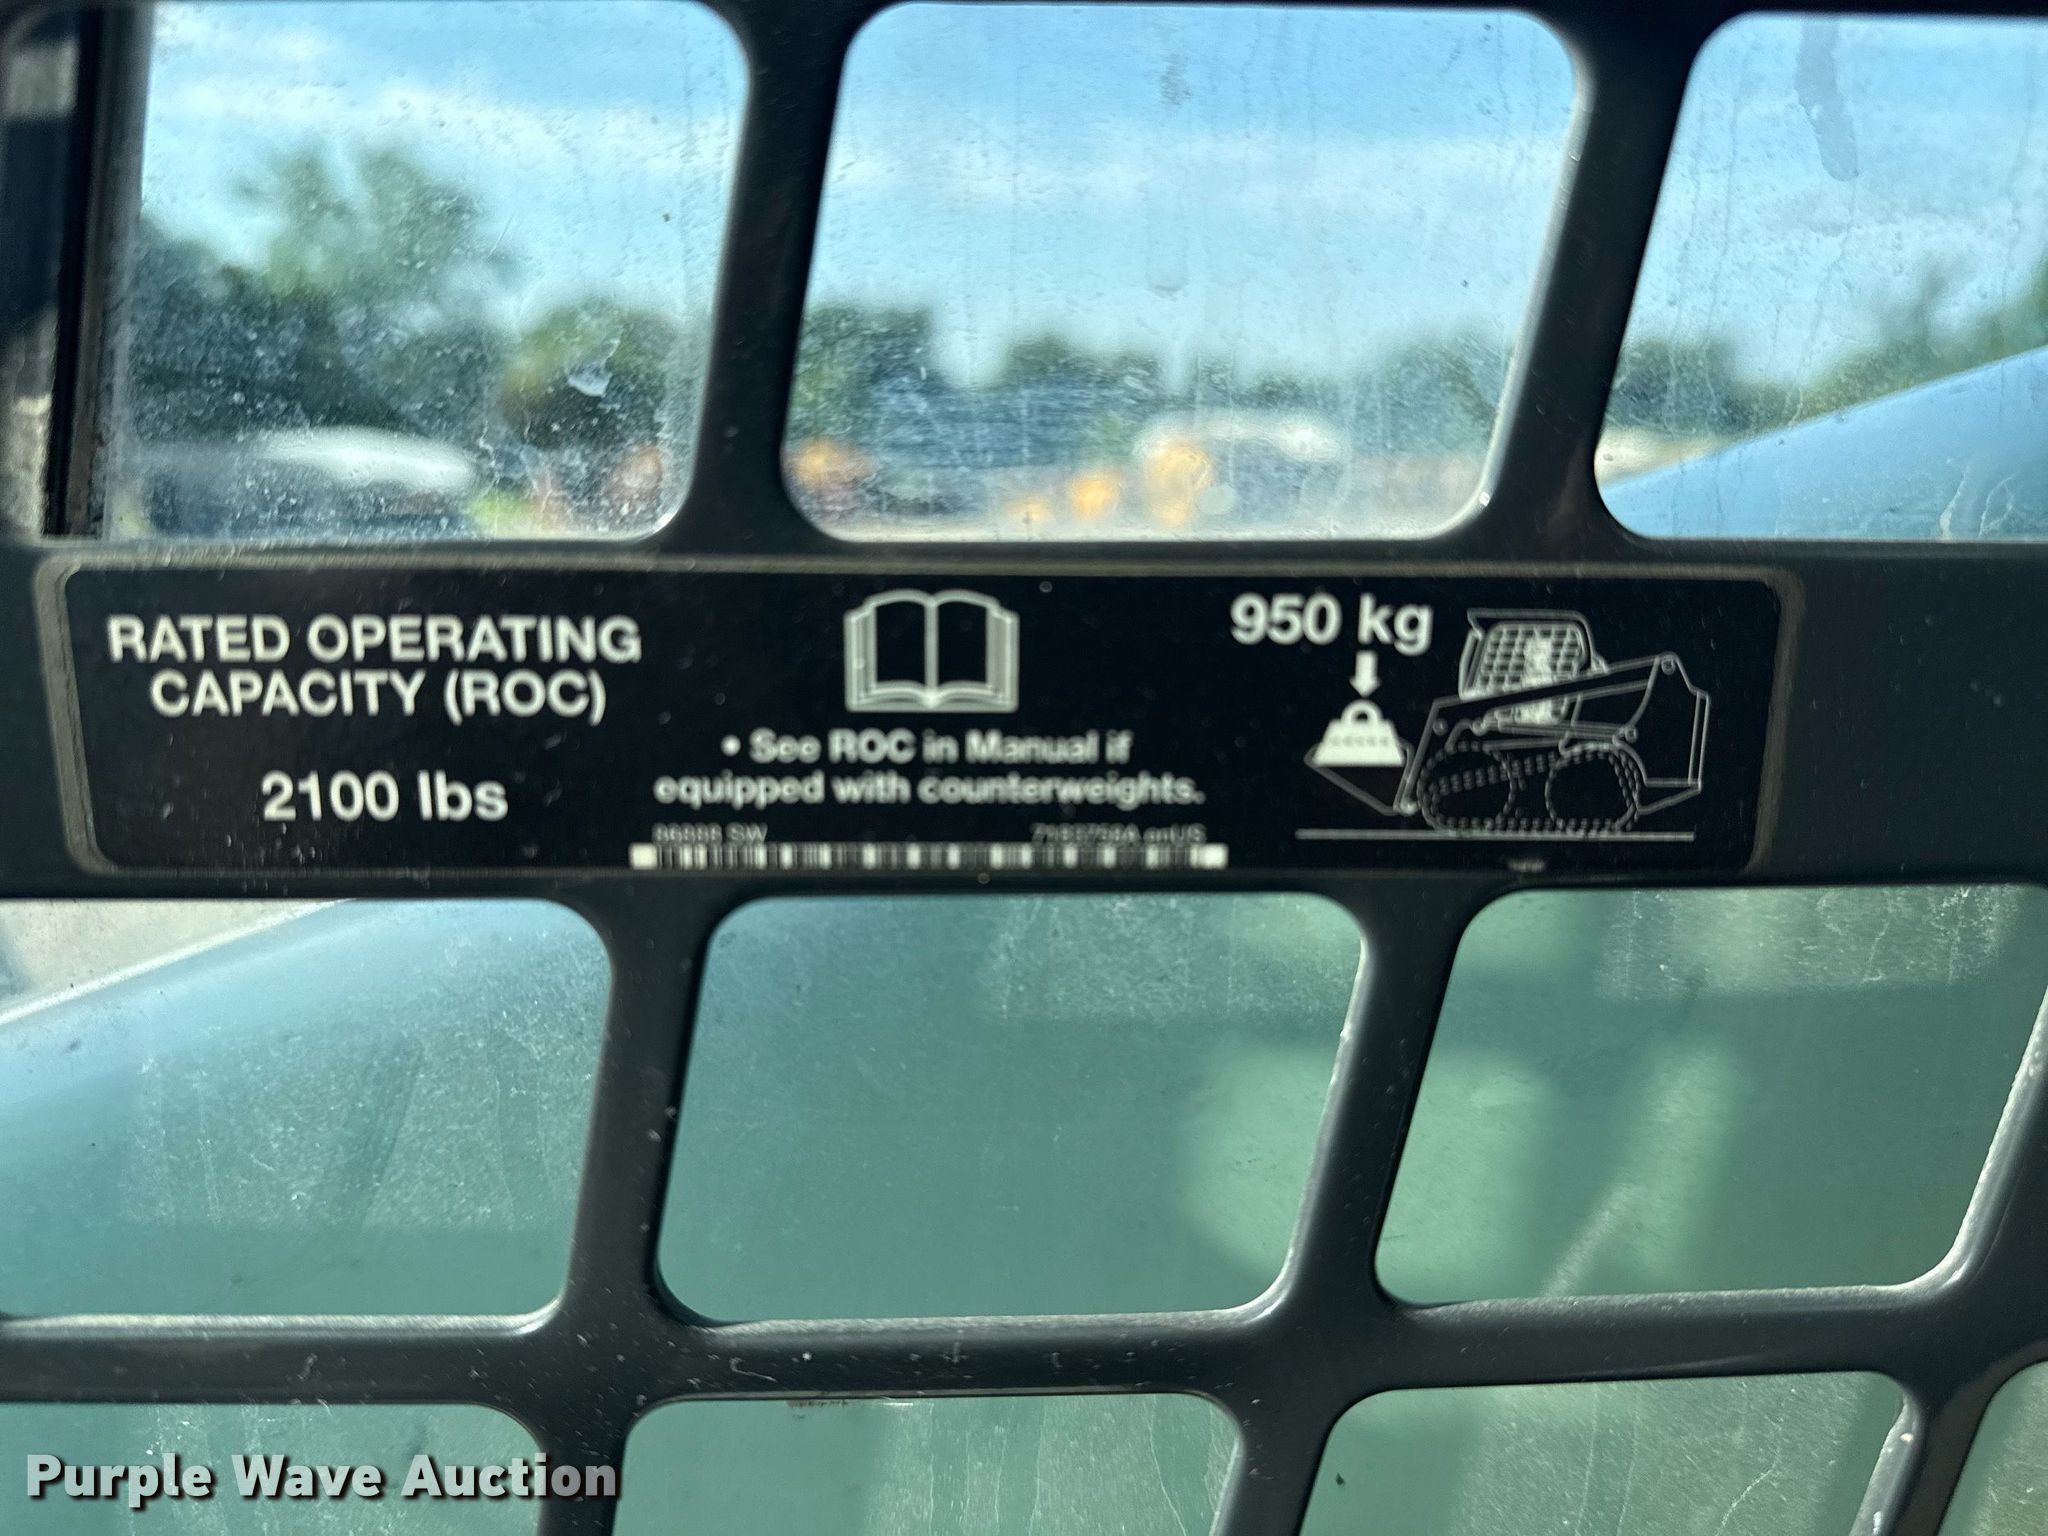 RATED OPERATING
CAPACITY (ROC)
2100 lbs
• See ROC in Manual if
equipped with counterweights.
950 kg
Purple Wave Auction